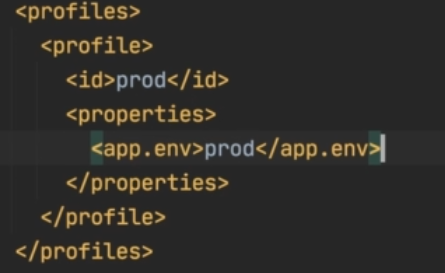 <profiles>
<profile>
<id>prod</id>
<properties>
<app.env>prod</app.env>
</properties>
</profile>
</profiles>